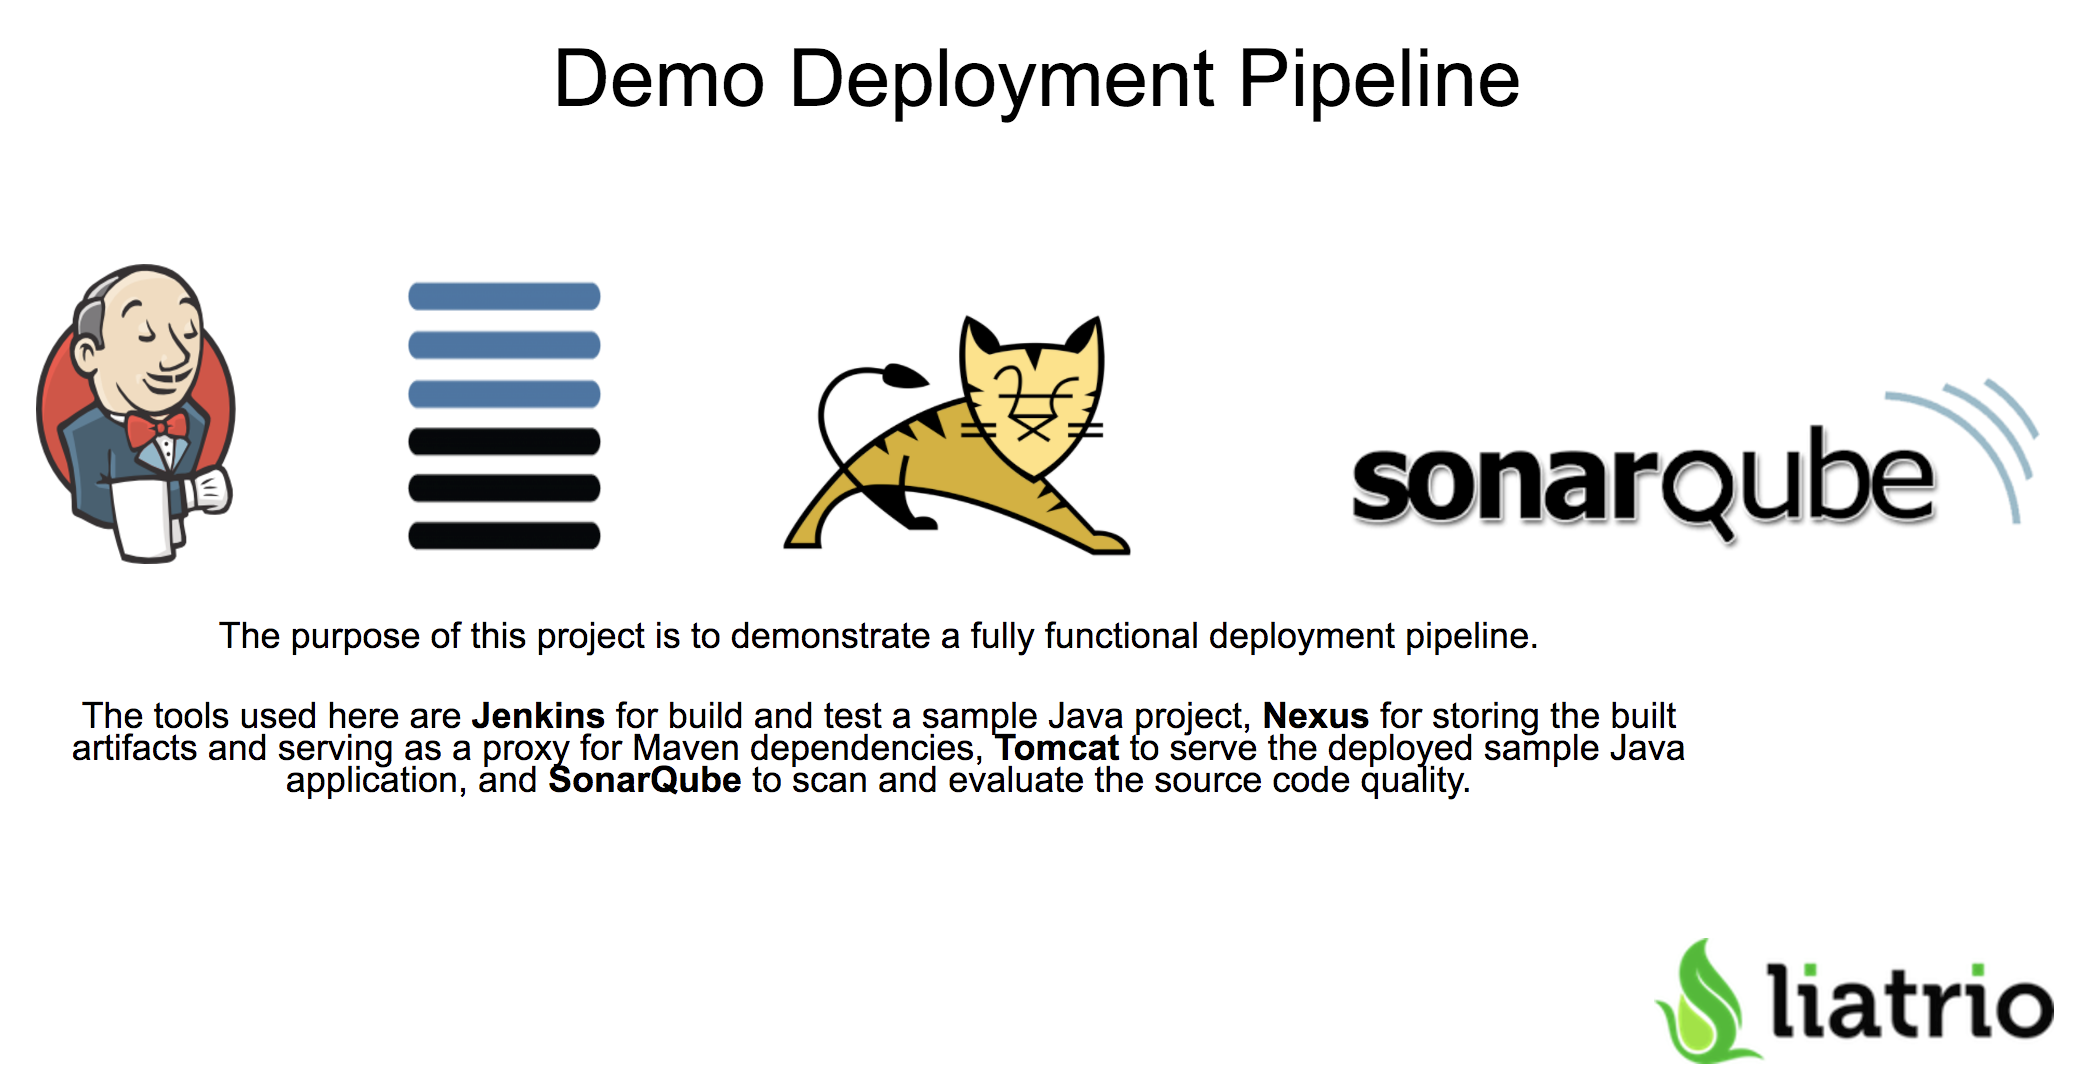 Demo Deployment Pipeline
sonarqube
The purpose of this project is to demonstrate a fully functional deployment pipeline.
The tools used here are Jenkins for build and test a sample Java project, Nexus for storing the built
artifacts and serving as a proxy for Maven dependencies, Tomcat to serve the deployed sample Java
application, and SonarQube to scan and evaluate the source code quality.
liatrio